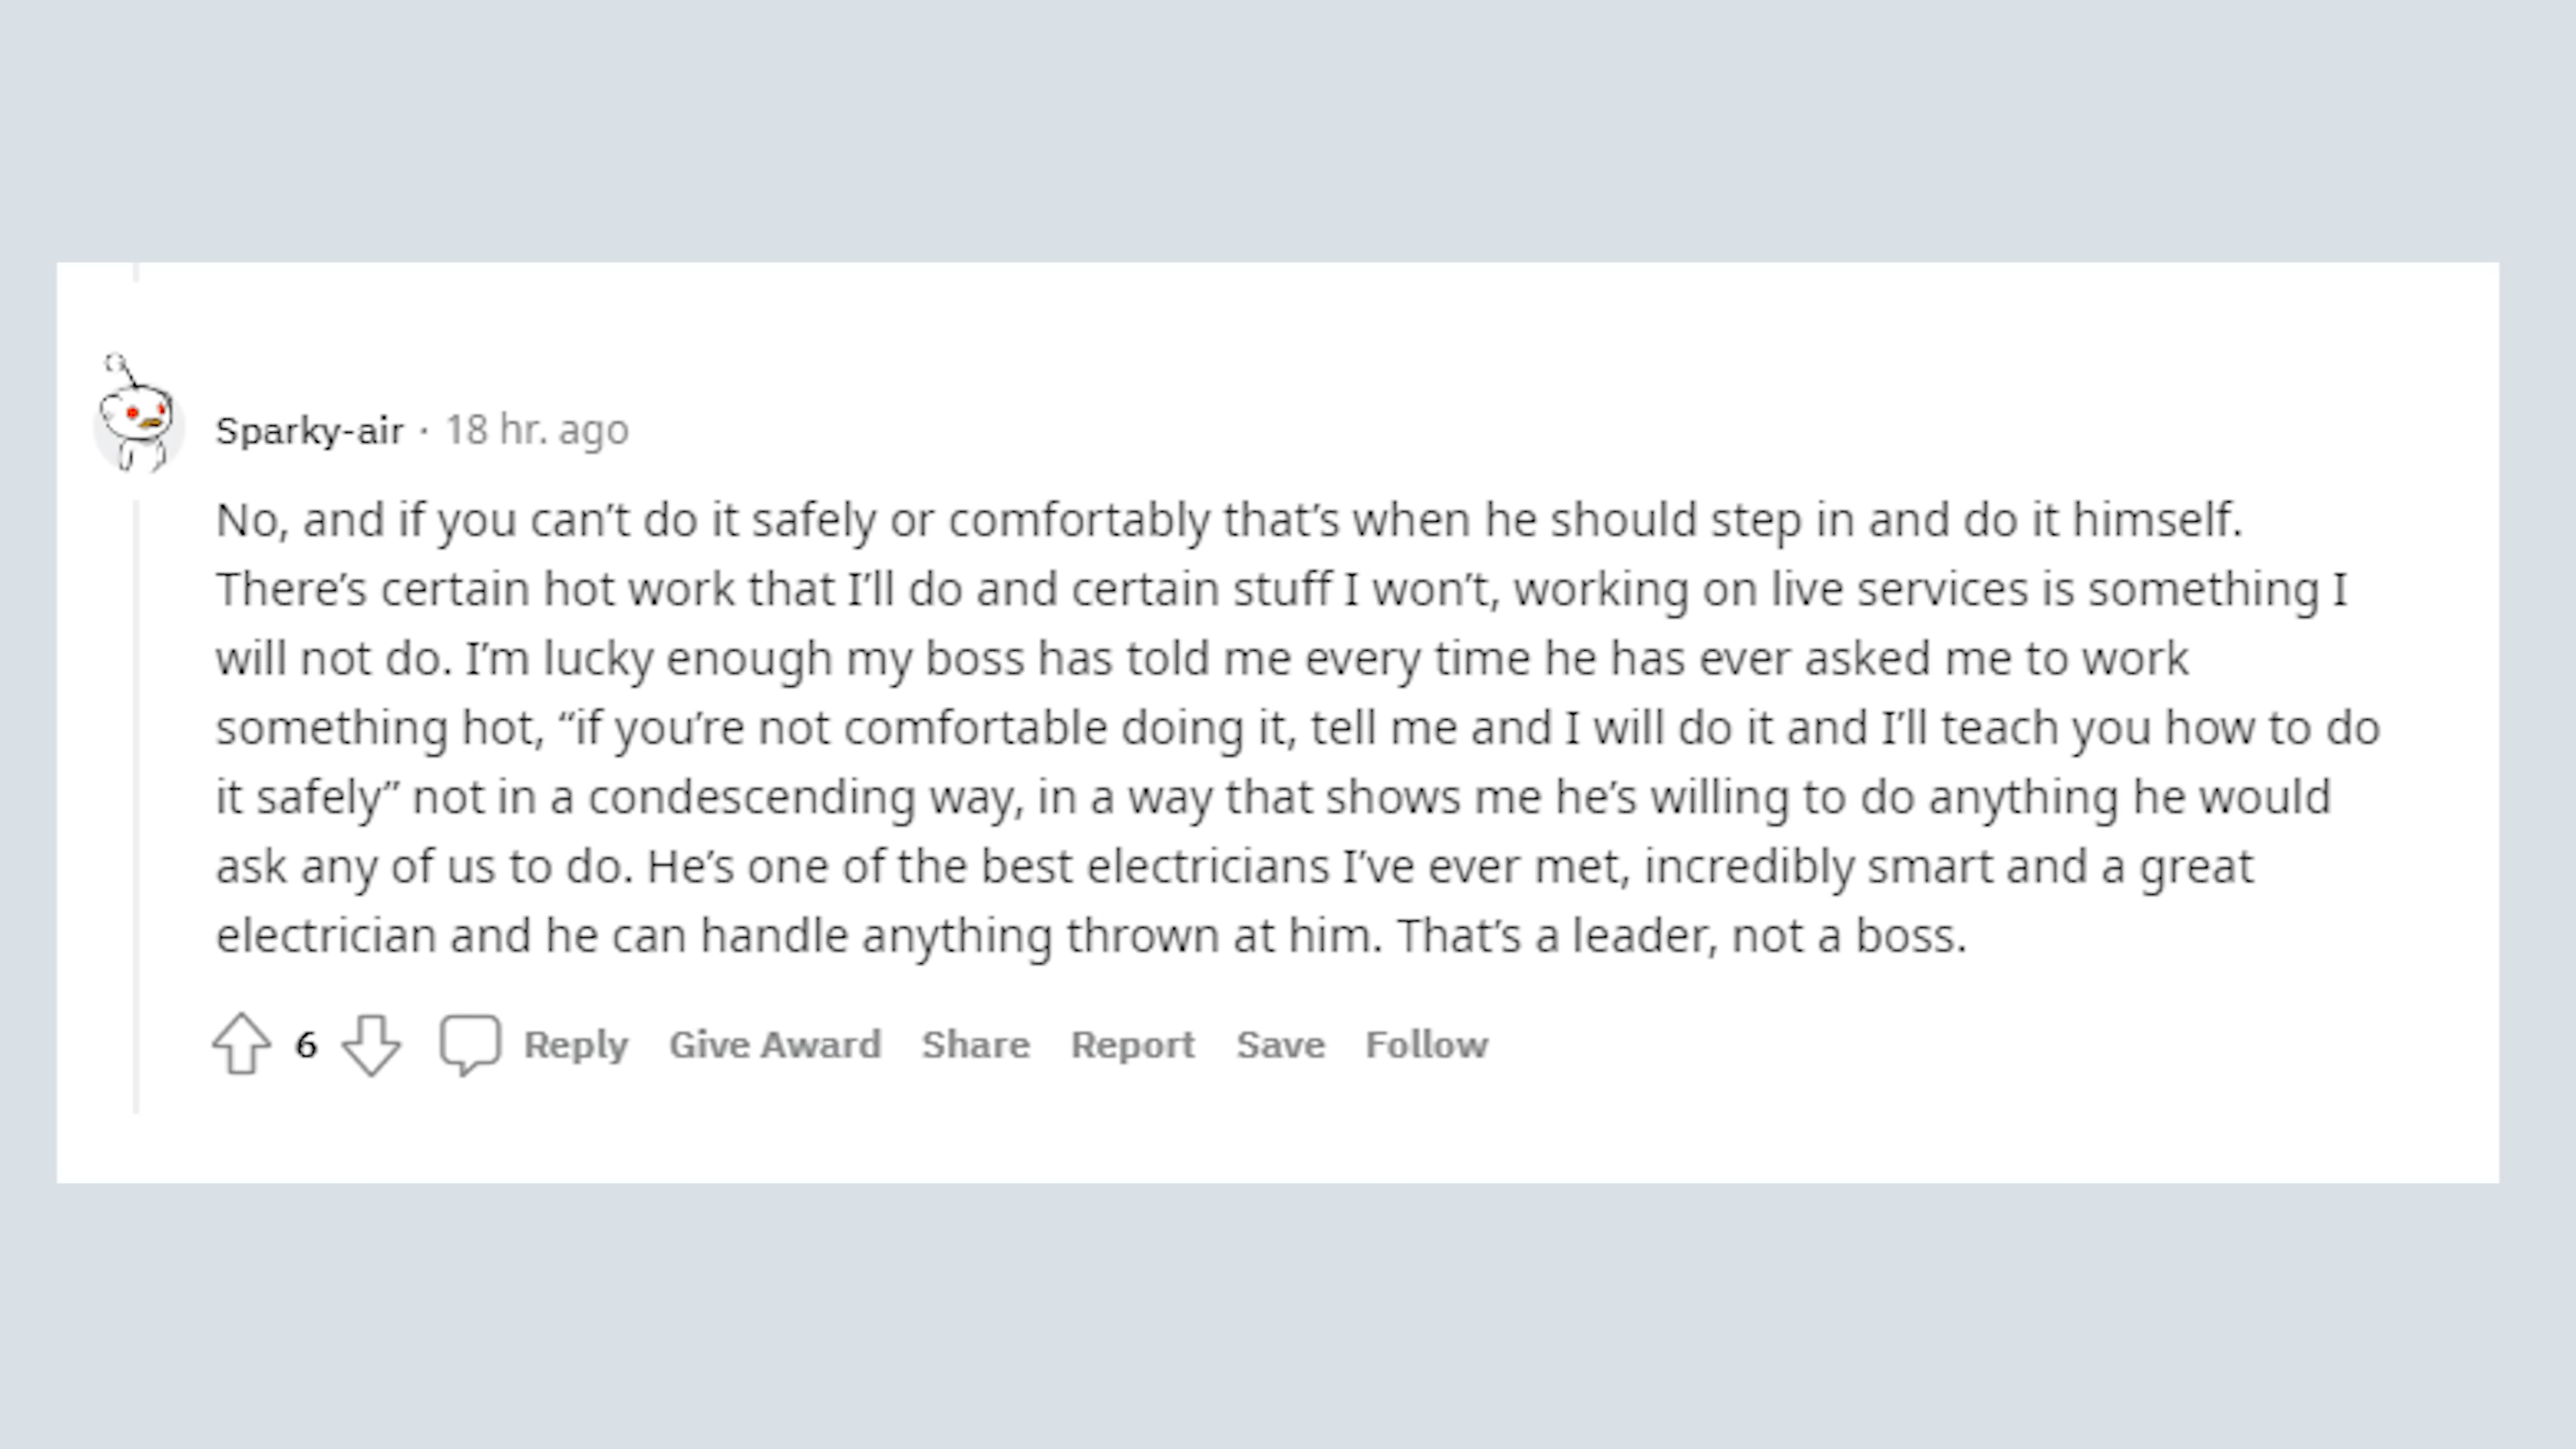 Sparky-air · 18 hr. ago
No, and if you can’t do it safely or comfortably that’s when he should step in and do it himself.
There’s certain hot work that I’ll do and certain stuff I won’t, working on live services is something I
will not do. I’m lucky enough my boss has told me every time he has ever asked me to work
something hot, “if you’re not comfortable doing it, tell me and I will do it and I’ll teach you how to do
it safely” not in a condescending way, in a way that shows me he’s willing to do anything he would
ask any of us to do. He’s one of the best electricians I’ve ever met, incredibly smart and a great
electrician and he can handle anything thrown at him. That’s a leader, not a boss.
6 Reply Give Award Share Report Save Follow